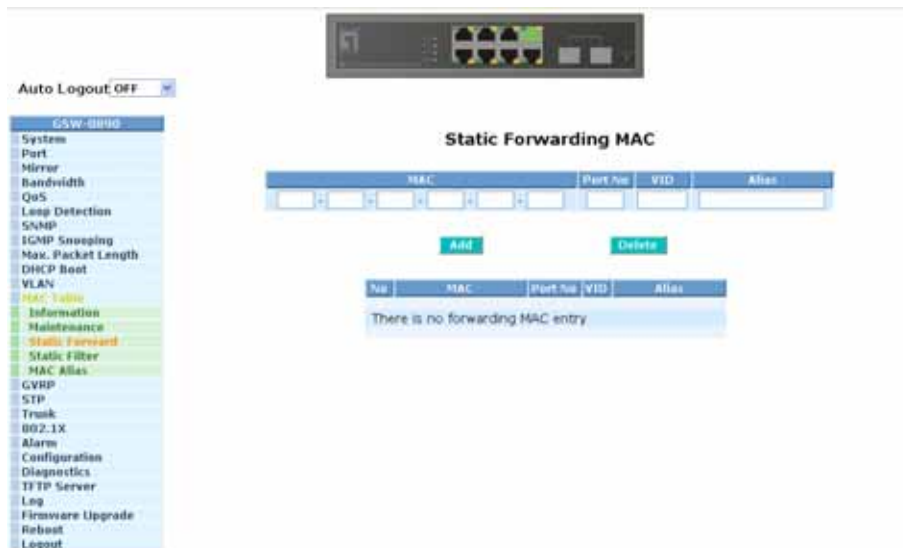 Auto Logout OFF
GSW-0890
System
Port
Mirror
Bandwidth
QoS
Loop Detection
SNMP
IGMP Snooping
Max. Packet Length
DHCP Boot
VLAN
MAC Table
Information
Maintenance
Static Forward
Static Filter
MAC Alias
GVRP
STP
Trunk
802.1X
Alarm
Configuration
Diagnostics
TFTP Server
Log
Firmware Upgrade
Reboot
Logout
Static Forwarding MAC
MAC Port No VID Alias
- - - - -
Add Delete
No MAC Port No VID Alias
There is no forwarding MAC entry